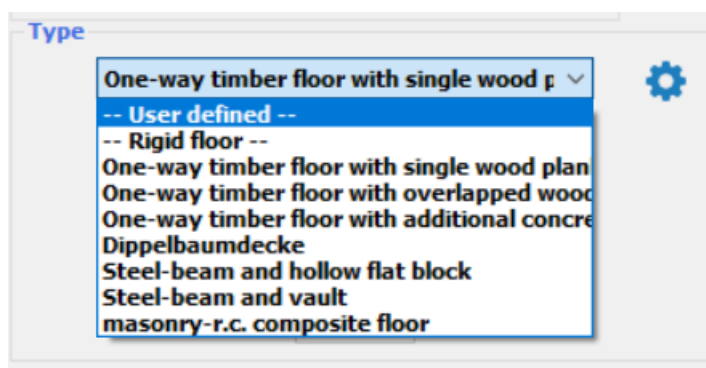 Type
One-way timber floor with single wood p
-- User defined --
-- Rigid floor --
One-way timber floor with single wood plan
One-way timber floor with overlapped wood
One-way timber floor with additional concre
Dippelbaumdecke
Steel-beam and hollow flat block
Steel-beam and vault
masonry-r.c. composite floor